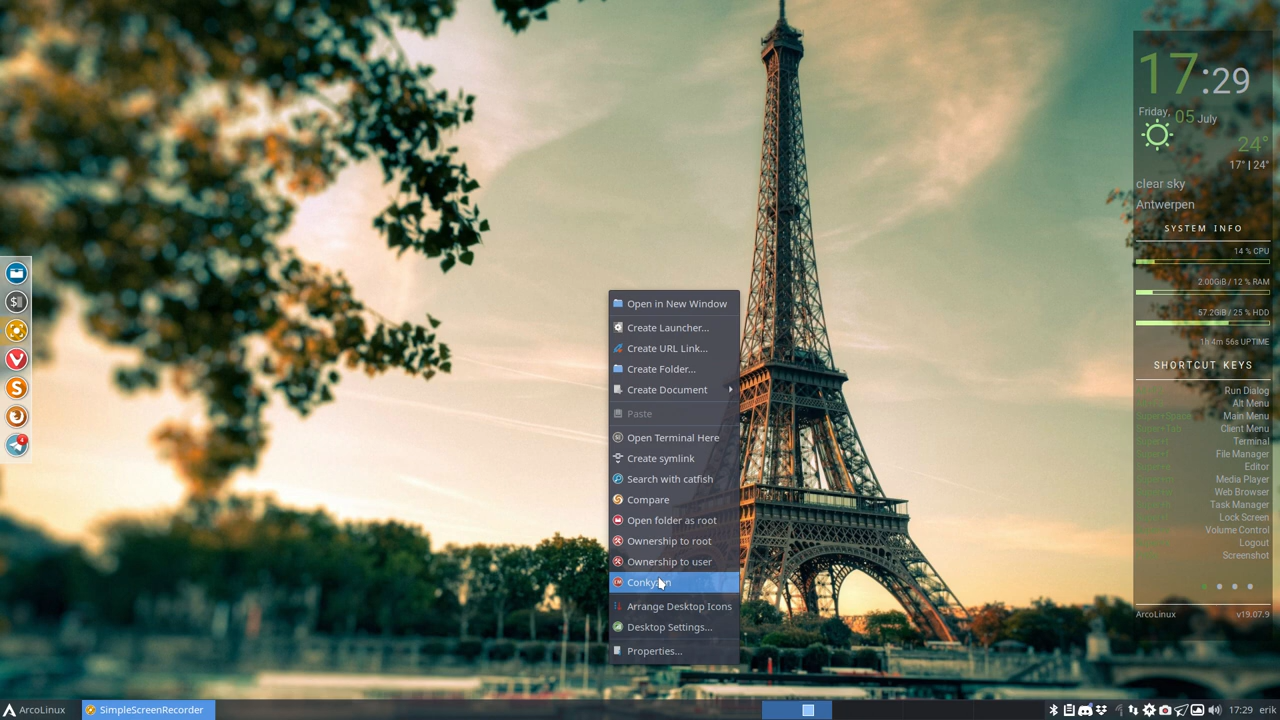 17:29
Friday, 05 July
24°
17° | 24°
clear sky
Antwerpen
SYSTEM INFO
14 % CPU
2.00GiB / 12 % RAM
57.2GiB / 25 % HDD
1h 4m 56s UPTIME
SHORTCUT KEYS
Run Dialog
Alt Menu
Super+Space Main Menu
Super+Tab Client Menu
Terminal
File Manager
Editor
Media Player
Web Browser
Task Manager
Lock Screen
Volume Control
Logout
Screenshot
ArcoLinux v19.07.9
Open in New Window
Create Launcher...
Create URL Link...
Create Folder...
Create Document
Paste
Open Terminal Here
Create symlink
Search with catfish
Compare
Open folder as root
Ownership to root
Ownership to user
Arrange Desktop Icons
Desktop Settings...
Properties...
ArcoLinux
SimpleScreenRecorder
17:29 erik